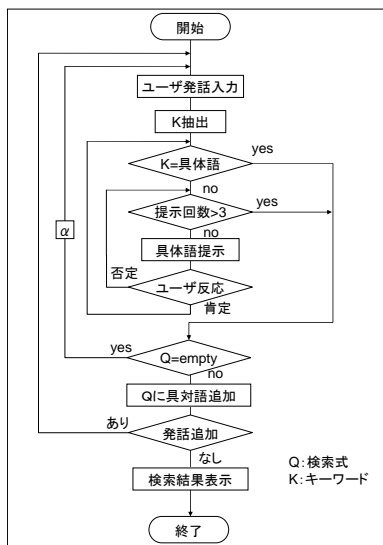 開始
ユーザ発話入力
K抽出
K=具体語
yes
no
提示回数>3
yes
no
α
具体語提示
否定
ユーザ反応
肯定
yes
Q=empty
no
Qに具対語追加
あり
発話追加
なし
検索結果表示
Q:検索式
K:キーワード
終了